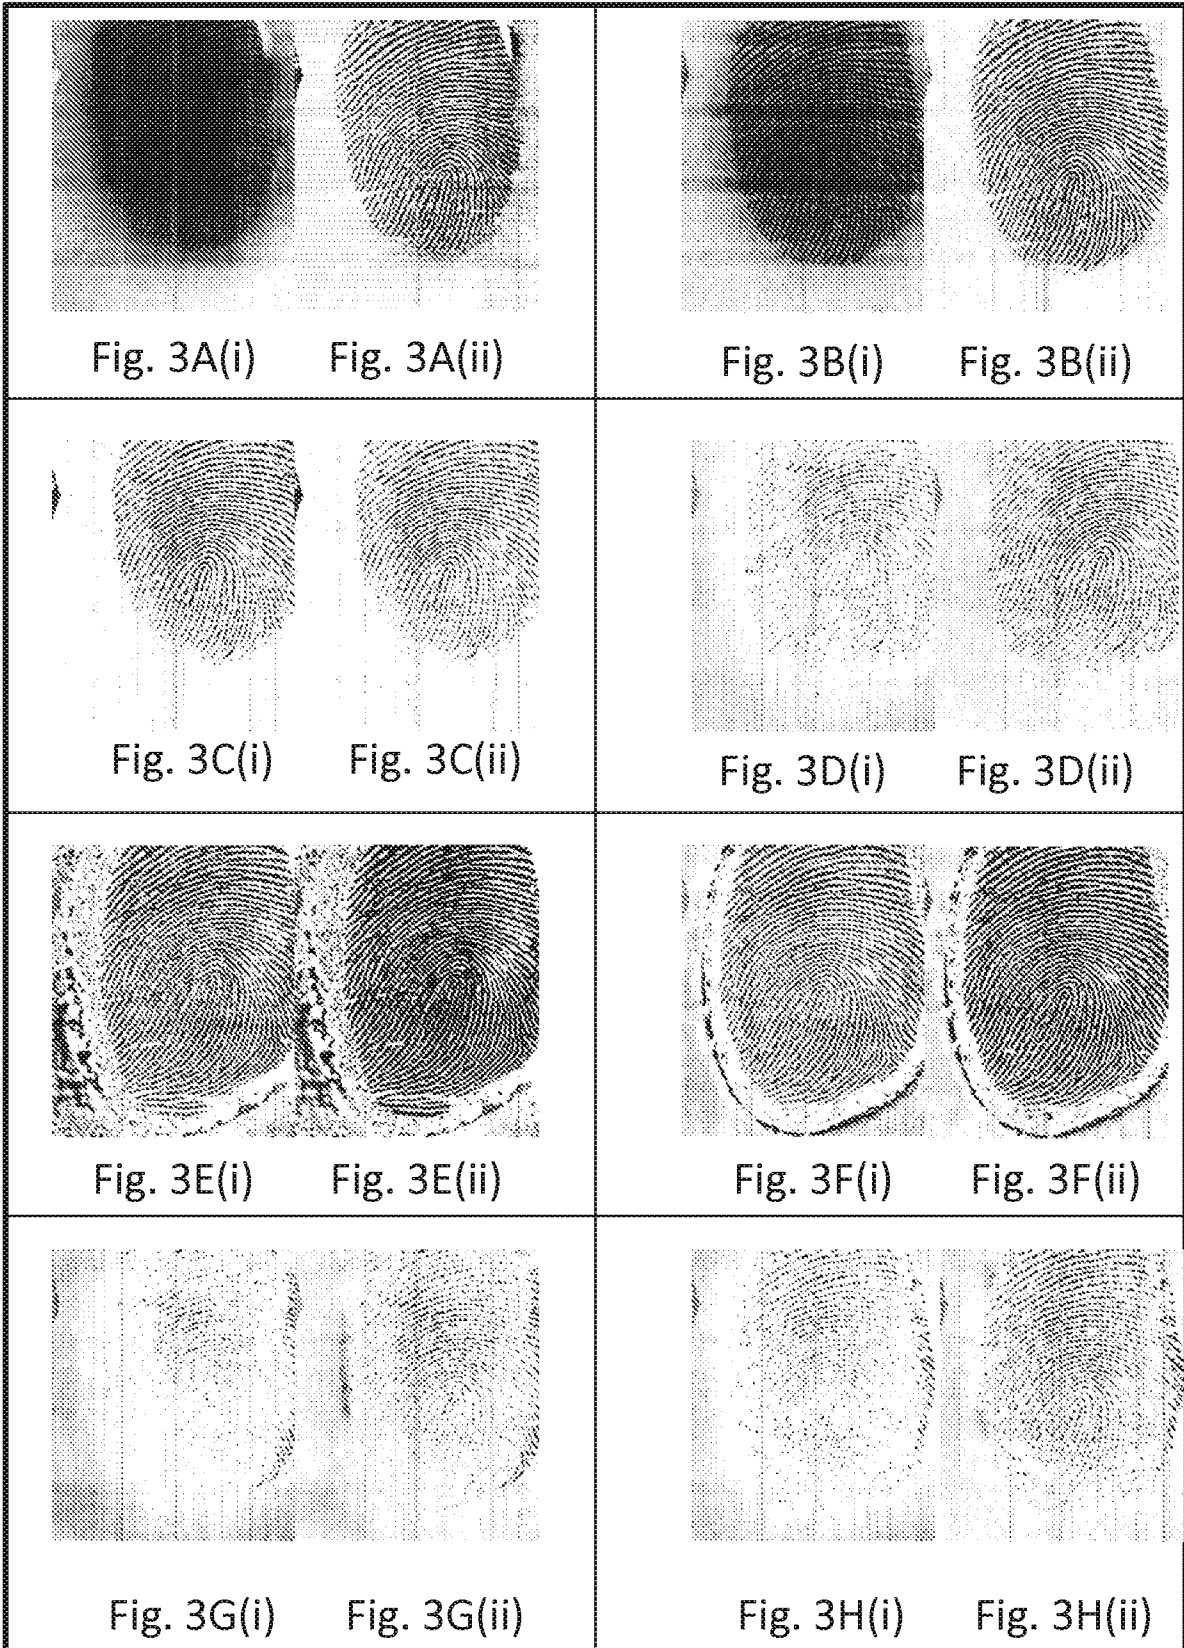 Fig. 3A(i) Fig. 3A(ii) Fig. 3B(i) Fig. 3B(ii)
Fig. 3C(i) Fig. 3C(ii) Fig. 3D(i) Fig. 3D(ii)
Fig. 3E(i) Fig. 3E(ii) Fig. 3F(i) Fig. 3F(ii)
Fig. 3G(i) Fig. 3G(ii) Fig. 3H(i) Fig. 3H(ii)